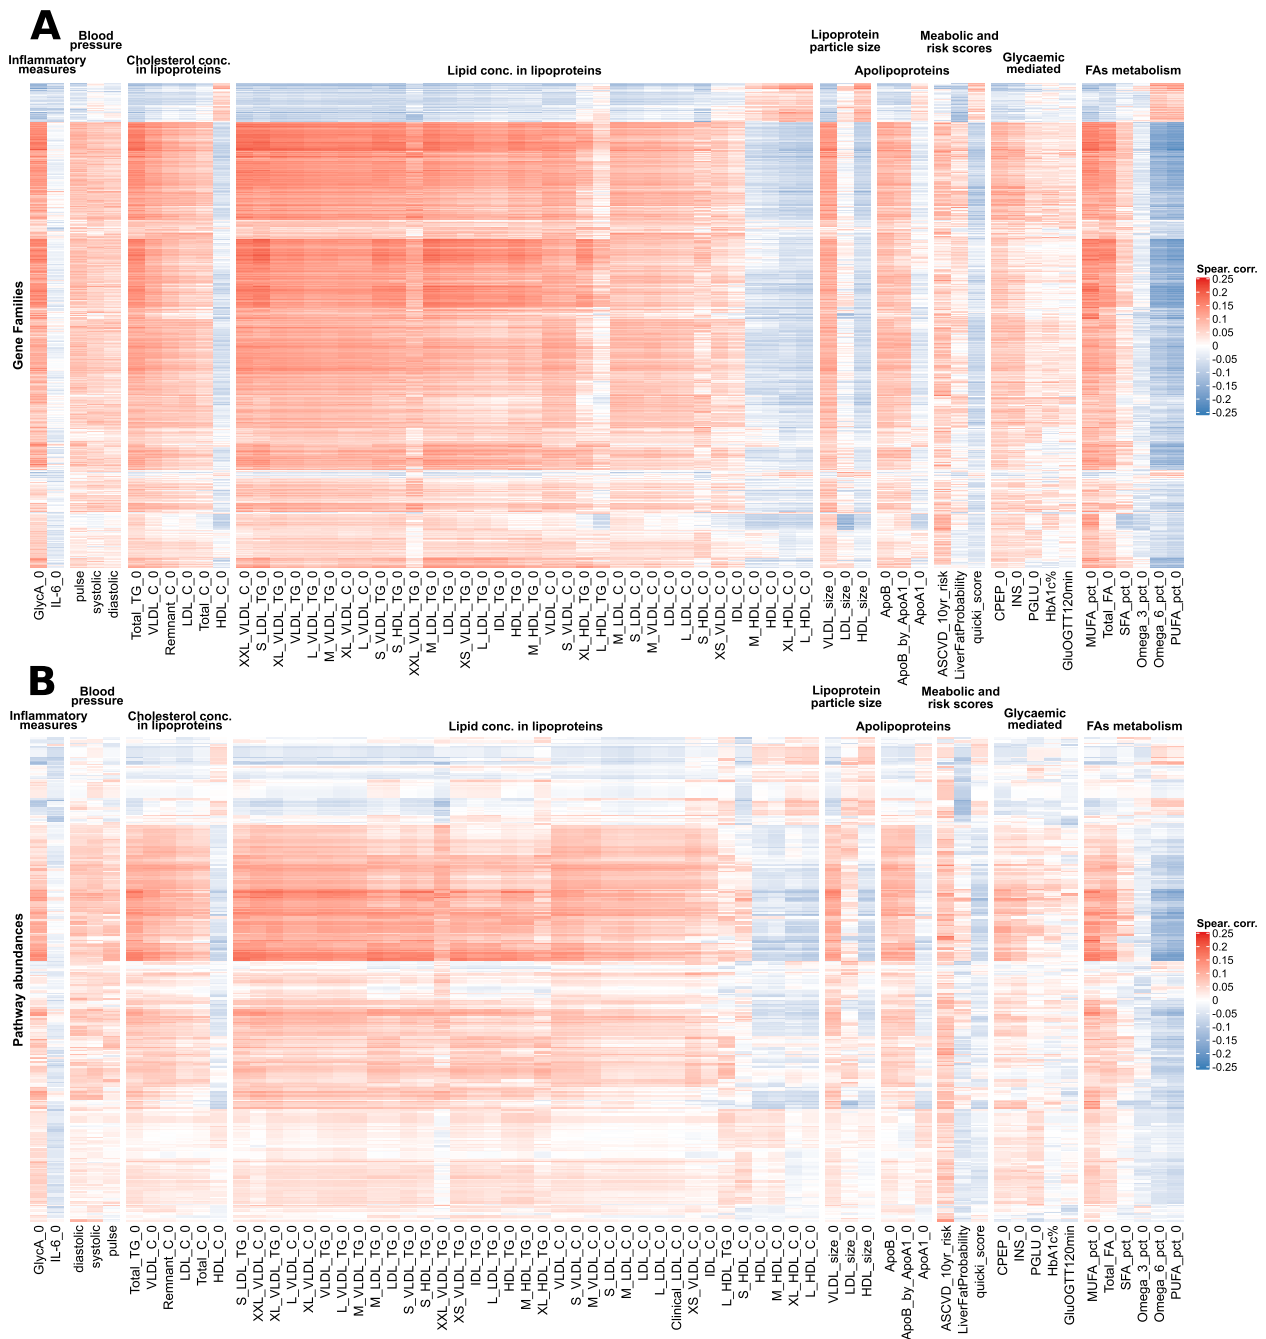 A
Inflammatory
measures
Blood
pressure
Cholesterol conc.
in lipoproteins
Lipid conc. in lipoproteins
Lipoprotein
particle size
Apolipoproteins
Meabolic and
risk scores
Glycaemic
mediated
FAs metabolism
Gene Families
Spear. corr.
0.25
0.2
0.15
0.1
0.05
0
-0.05
-0.1
-0.15
-0.2
-0.25
GlycA_0
IL-6_0
pulse
systolic
diastolic
Total_TG_0
VLDL_C_0
Remnant_C_0
LDL_C_0
Total_C_0
HDL_C_0
XXL_VLDL_C_0
S_LDL_TG_0
XL_VLDL_TG_0
VLDL_TG_0
L_VLDL_TG_0
M_VLDL_TG_0
XL_VLDL_C_0
L_VLDL_C_0
S_VLDL_TG_0
S_HDL_TG_0
XXL_VLDL_TG_0
M_LDL_TG_0
LDL_TG_0
XS_VLDL_TG_0
L_LDL_TG_0
IDL_TG_0
HDL_TG_0
M_HDL_TG_0
VLDL_C_0
S_VLDL_C_0
XL_HDL_TG_0
L_HDL_TG_0
M_LDL_C_0
S_LDL_C_0
M_VLDL_C_0
LDL_C_0
L_LDL_C_0
S_HDL_C_0
XS_VLDL_C_0
IDL_C_0
M_HDL_C_0
HDL_C_0
XL_HDL_C_0
L_HDL_C_0
VLDL_size_0
LDL_size_0
HDL_size_0
ApoB_0
ApoB_by_ApoA1_0
ApoA1_0
ASCVD_10yr_risk
LiverFatProbability
quicki_score
CPEP_0
INS_0
PGLU_0
HbA1c%
GluOGTT120min
MUFA_pct_0
Total_FA_0
SFA_pct_0
Omega_3_pct_0
Omega_6_pct_0
PUFA_pct_0
B
Inflammatory
measures
Blood
pressure
Cholesterol conc.
in lipoproteins
Lipid conc. in lipoproteins
Lipoprotein
particle size
Apolipoproteins
Meabolic and
risk scores
Glycaemic
mediated
FAs metabolism
Pathway abundances
Spear. corr.
0.25
0.2
0.15
0.1
0.05
0
-0.05
-0.1
-0.15
-0.2
-0.25
GlycA_0
IL-6_0
diastolic
systolic
pulse
Total_TG_0
VLDL_C_0
Remnant_C_0
LDL_C_0
Total_C_0
HDL_C_0
S_LDL_TG_0
XXL_VLDL_C_0
XL_VLDL_TG_0
L_VLDL_C_0
XL_VLDL_C_0
VLDL_TG_0
L_VLDL_TG_0
M_VLDL_TG_0
M_LDL_TG_0
LDL_TG_0
S_VLDL_TG_0
S_HDL_TG_0
XXL_VLDL_TG_0
XS_VLDL_TG_0
IDL_TG_0
L_LDL_TG_0
HDL_TG_0
M_HDL_TG_0
XL_HDL_TG_0
VLDL_C_0
S_VLDL_C_0
M_VLDL_C_0
S_LDL_C_0
M_LDL_C_0
LDL_C_0
L_LDL_C_0
Clinical_LDL_C_0
XS_VLDL_C_0
IDL_C_0
L_HDL_TG_0
S_HDL_C_0
HDL_C_0
M_HDL_C_0
XL_HDL_C_0
L_HDL_C_0
VLDL_size_0
LDL_size_0
HDL_size_0
ApoB_0
ApoB_by_ApoA1_0
ApoA1_0
ASCVD_10yr_risk
LiverFatProbability
quicki_score
CPEP_0
INS_0
PGLU_0
HbA1c%
GluOGTT120min
MUFA_pct_0
Total_FA_0
SFA_pct_0
Omega_3_pct_0
Omega_6_pct_0
PUFA_pct_0